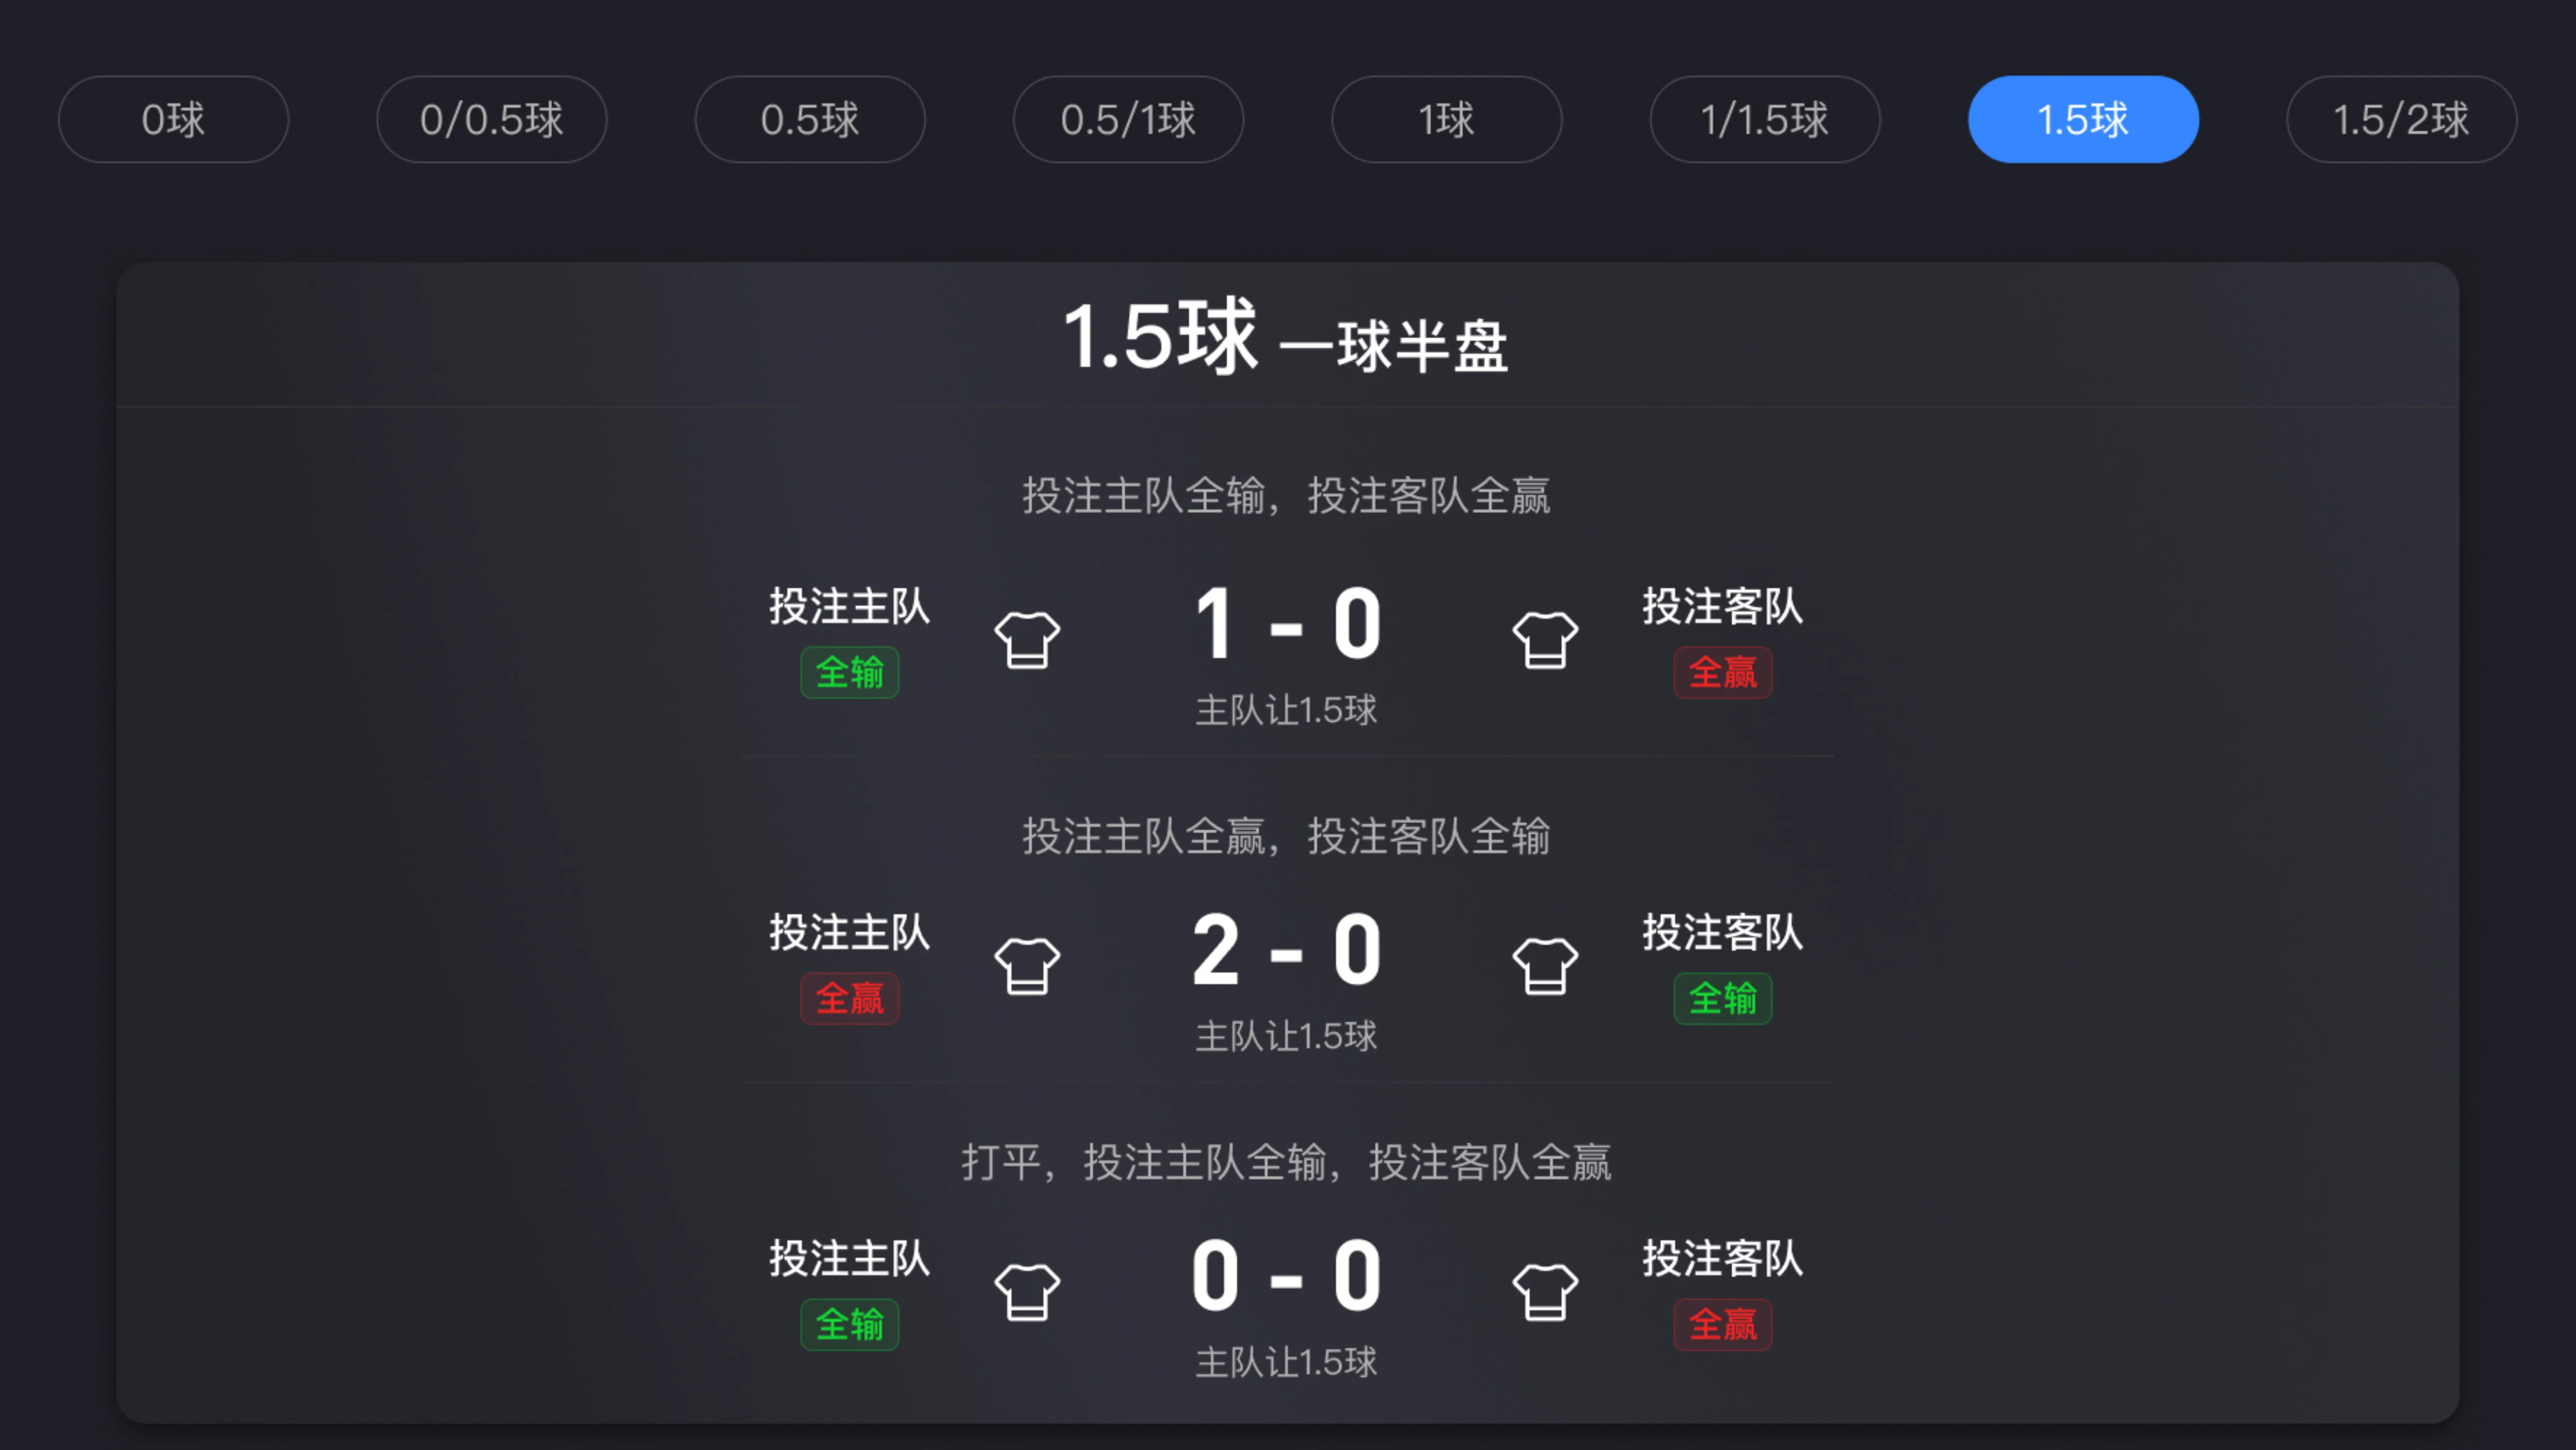 0球
0/0.5球
0.5球
0.5/1球
1球
1/1.5球
1.5球
1.5/2球
1.5球 一球半盘
投注主队全输，投注客队全赢
投注主队
全输
1 - 0
主队让1.5球
投注客队
全赢
投注主队全赢，投注客队全输
投注主队
全赢
2 - 0
主队让1.5球
投注客队
全输
打平，投注主队全输，投注客队全赢
投注主队
全输
0 - 0
主队让1.5球
投注客队
全赢